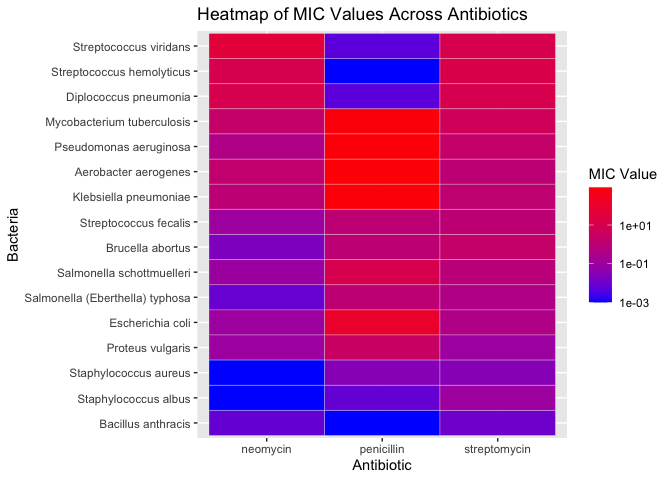 Heatmap of MIC Values Across Antibiotics
Bacteria
Streptococcus viridans
Streptococcus hemolyticus
Diplococcus pneumonia
Mycobacterium tuberculosis
Pseudomonas aeruginosa
Aerobacter aerogenes
Klebsiella pneumoniae
Streptococcus fecalis
Brucella abortus
Salmonella schottmuelleri
Salmonella (Eberthella) typhosa
Escherichia coli
Proteus vulgaris
Staphylococcus aureus
Staphylococcus albus
Bacillus anthracis
neomycin penicillin streptomycin
Antibiotic
MIC Value
1e+01
1e-01
1e-03